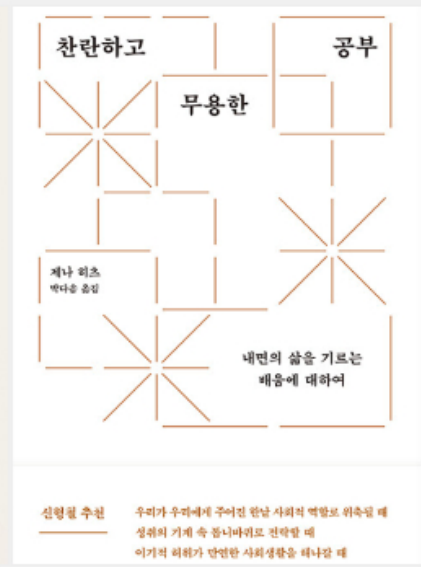 찬란하고
무용한
공부
제나 히츠
박다솜 옮김
내면의 삶을 기르는
배움에 대하여
신형철 추천
우리가 우리에게 주어진 한낱 사회적 역할로 위축될 때
성취의 기계 속 톱니바퀴로 전락할 때
이기적 허위가 만연한 사회생활을 해나갈 때